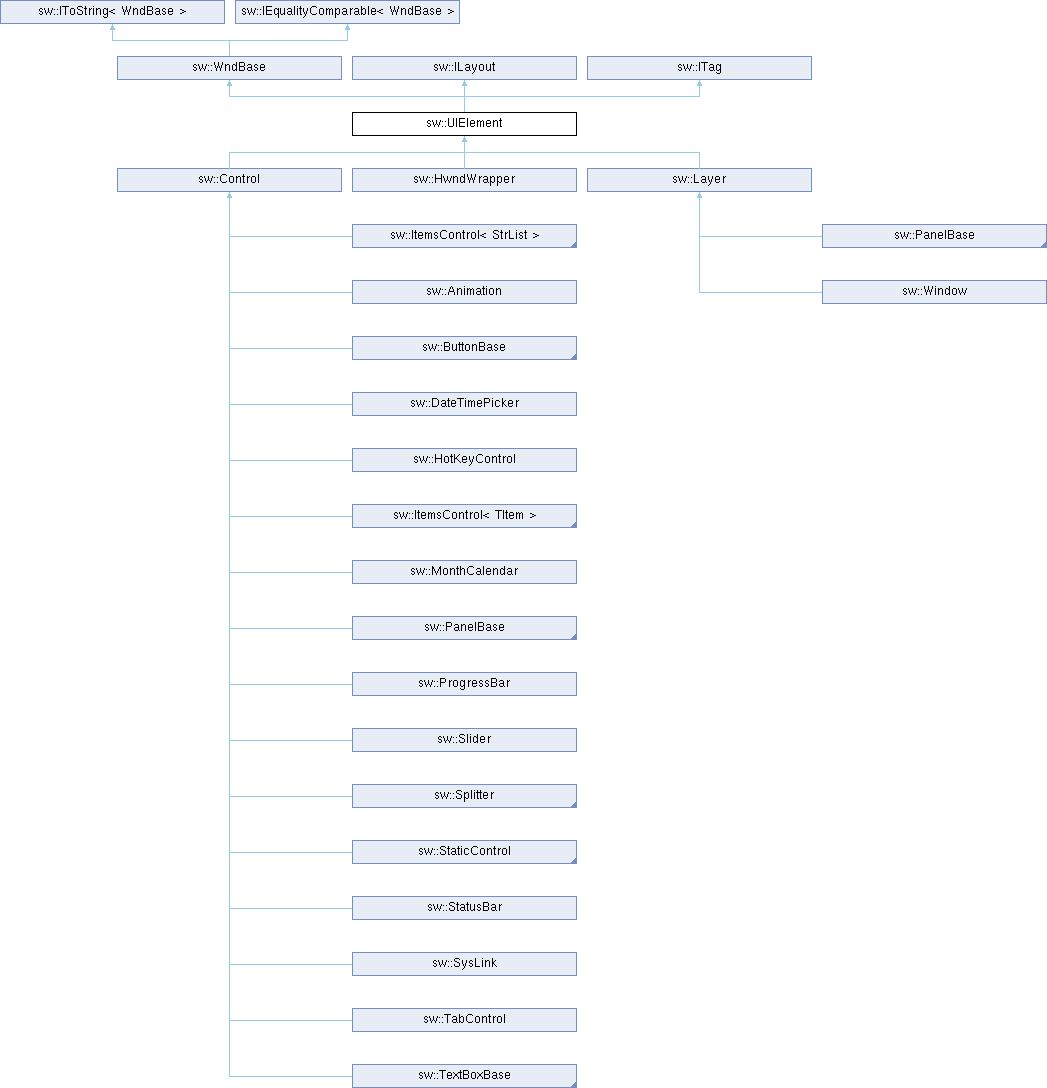 sw::IToString< WndBase >
sw::IEqualityComparable< WndBase >
sw::WndBase
sw::ILayout
sw::ITag
sw::UIElement
sw::Control
sw::HwndWrapper
sw::Layer
sw::ItemsControl< StrList >
sw::PanelBase
sw::Animation
sw::Window
sw::ButtonBase
sw::DateTimePicker
sw::HotKeyControl
sw::ItemsControl< TItem >
sw::MonthCalendar
sw::PanelBase
sw::ProgressBar
sw::Slider
sw::Splitter
sw::StaticControl
sw::StatusBar
sw::SysLink
sw::TabControl
sw::TextBoxBase